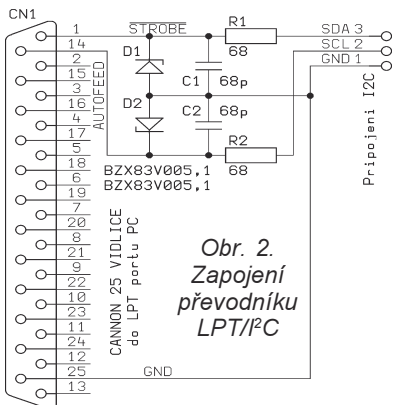 CN1
1
14
2
15
3
16
4
17
5
18
6
19
7
20
8
21
9
22
10
23
11
24
12
25
13
STROBE
AUTOFEED
D1
D2
C1
68p
C2
68p
R1
68
R2
68
BZX83V005,1
BZX83V005,1
SDA 3
SCL 2
GND 1
Pripojeni I2C
CANNON 25 VIDLICE
do LPT portu PC
GND
Obr. 2.
Zapojení
převodníku
LPT/I²C